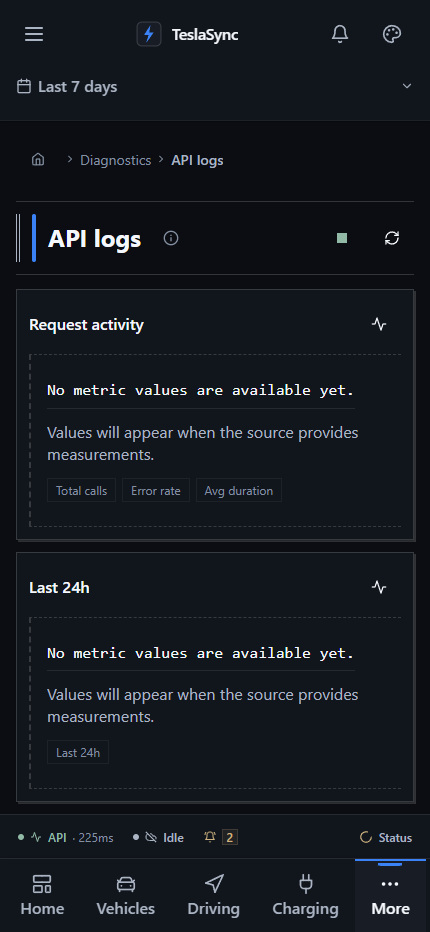 TeslaSync
Last 7 days
Diagnostics
API logs
API logs
Request activity
No metric values are available yet.
Values will appear when the source provides
measurements.
Total calls
Error rate
Avg duration
Last 24h
No metric values are available yet.
Values will appear when the source provides
measurements.
Last 24h
API · 225ms
Idle
2
Status
Home
Vehicles
Driving
Charging
More